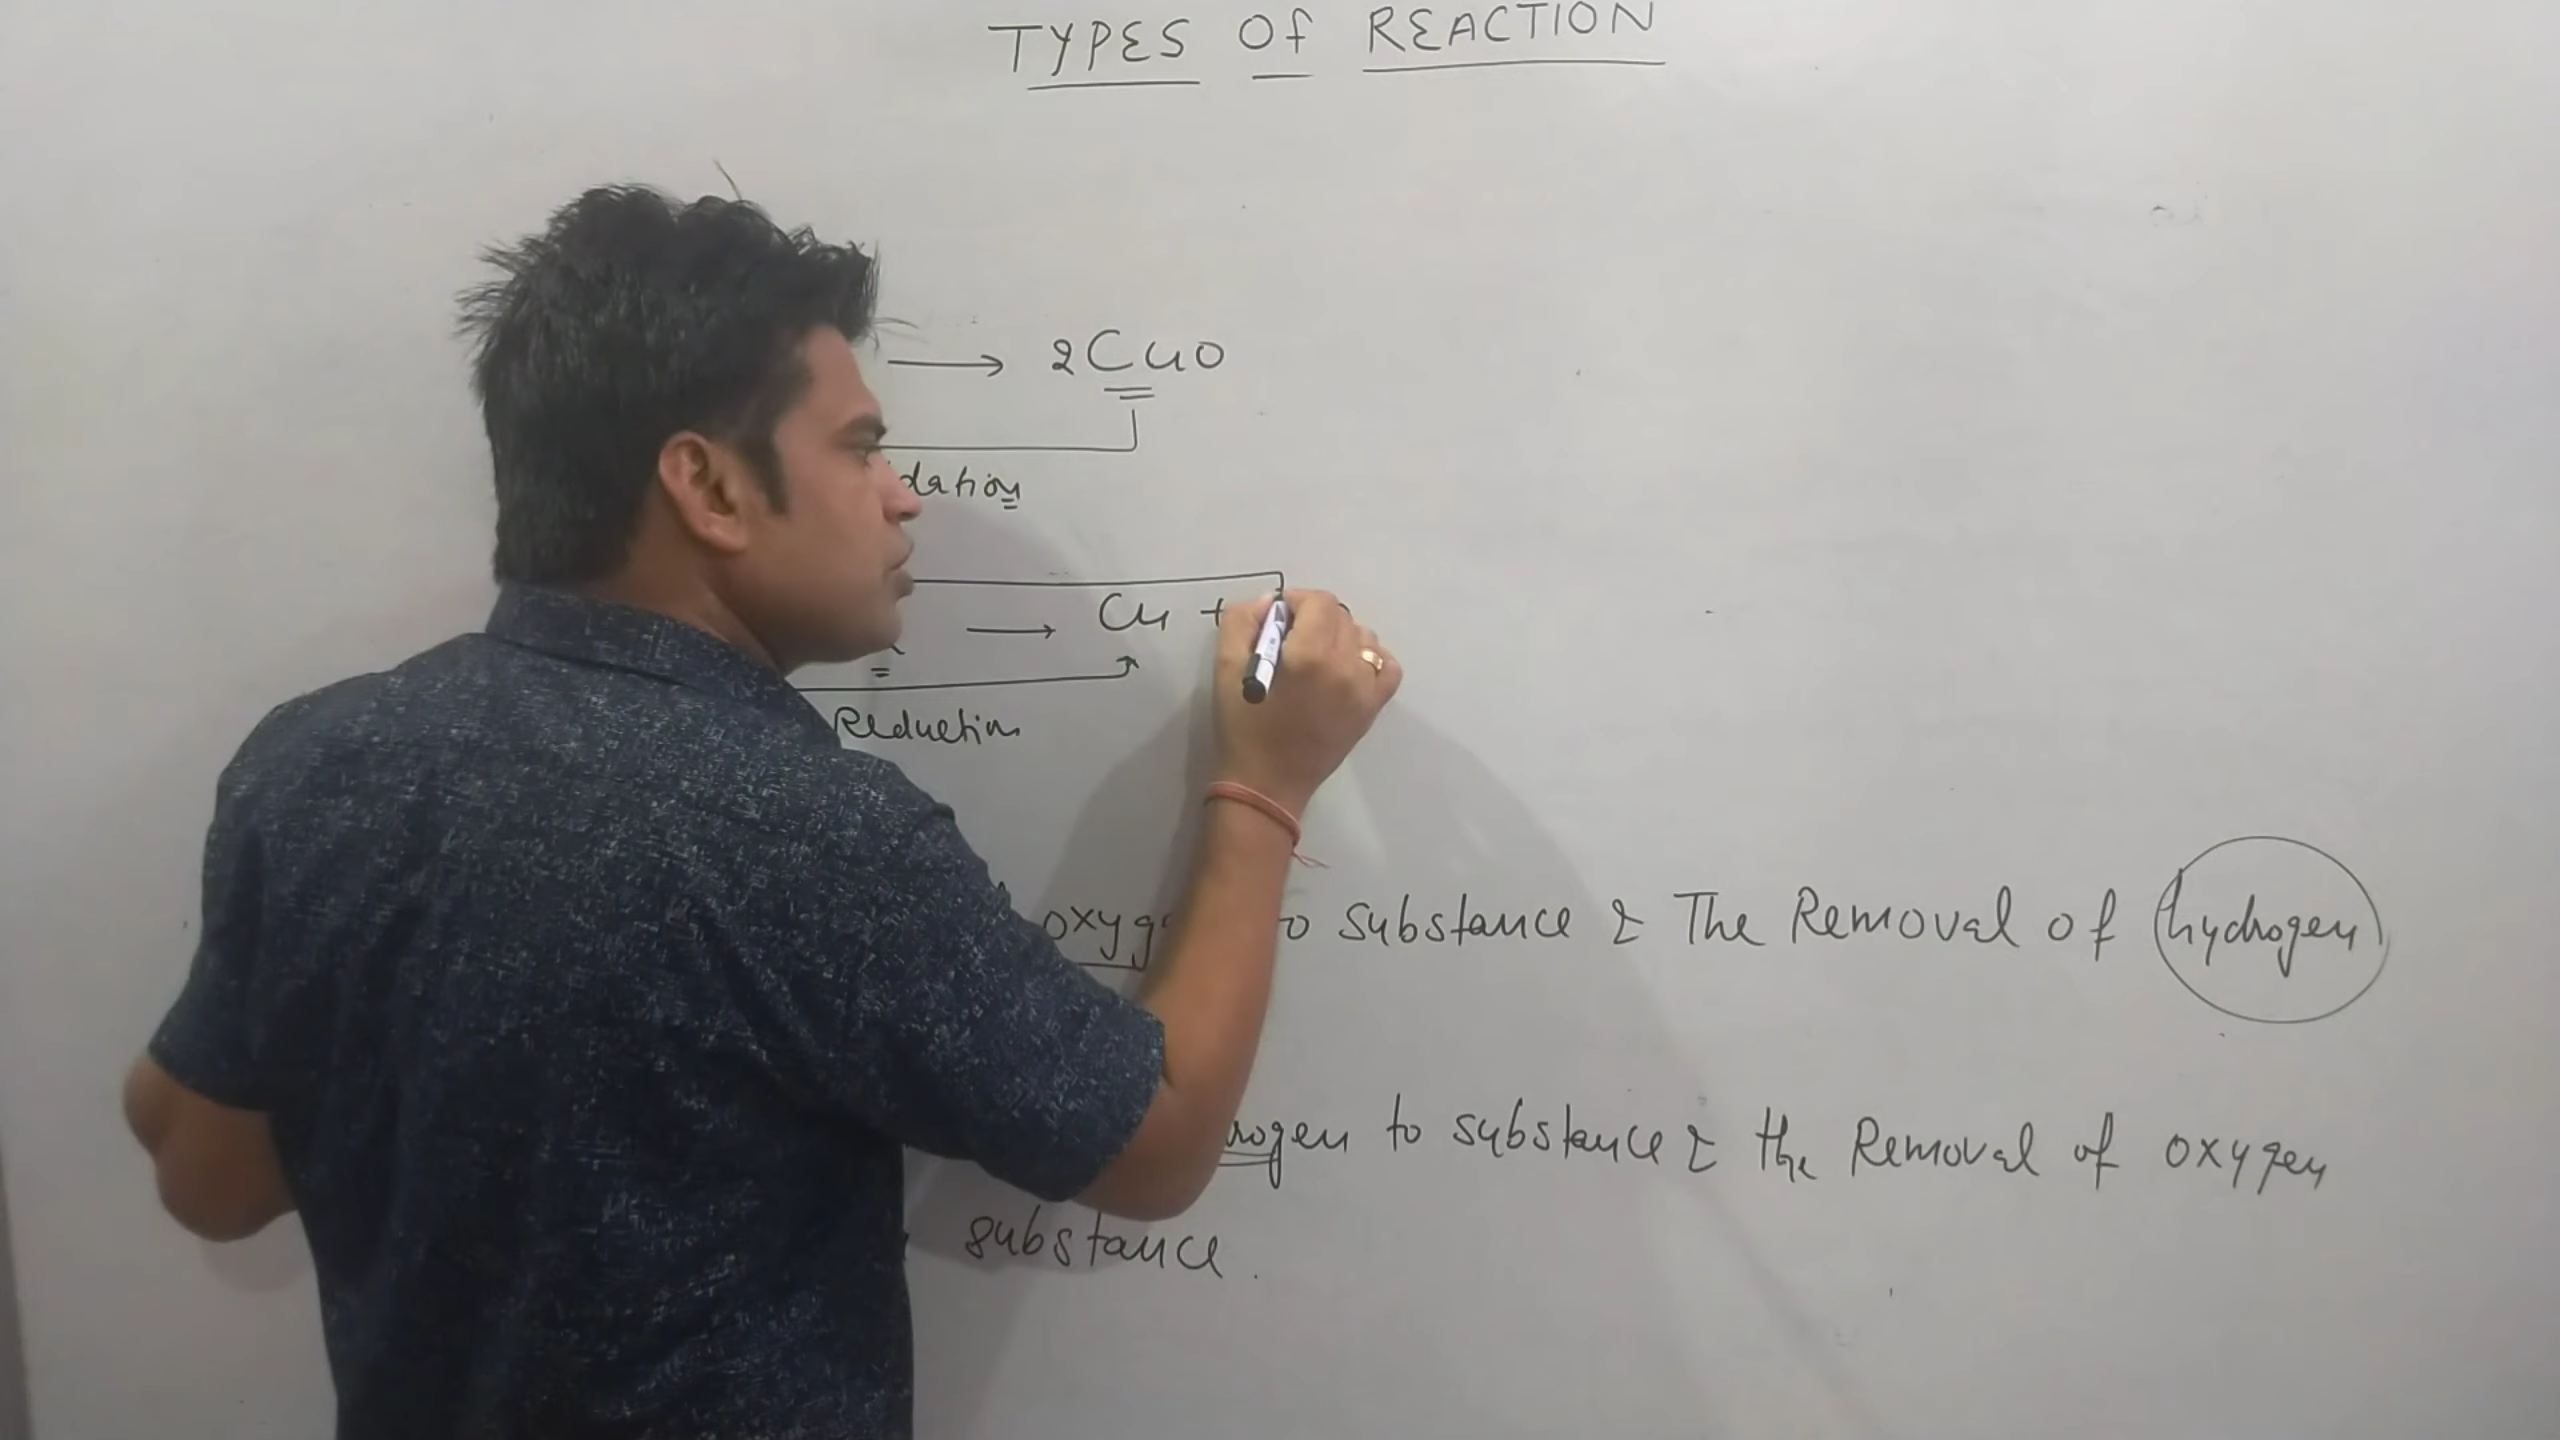 TYPES Of REACTION
→ 2CuO
dation
→ Cu +
Reduction
oxyge to substance & The Removal of hydrogen
rogen to substance & the Removal of oxygen
substance.